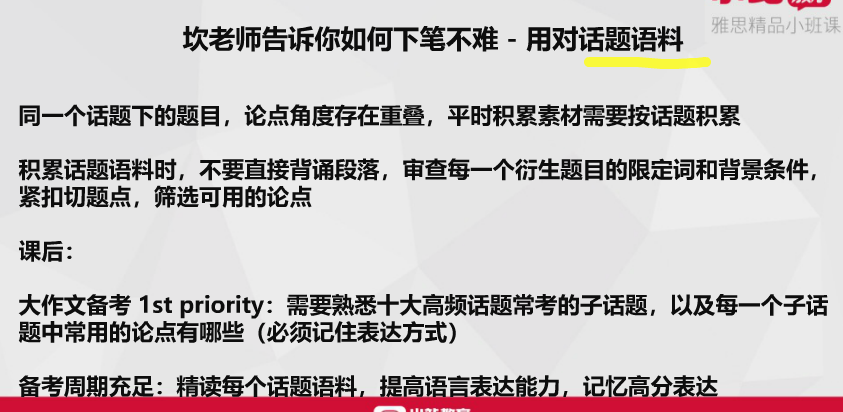 雅思精品小班课
坎老师告诉你如何下笔不难 - 用对话题语料
同一个话题下的题目，论点角度存在重叠，平时积累素材需要按话题积累
积累话题语料时，不要直接背诵段落，审查每一个衍生题目的限定词和背景条件，
紧扣切题点，筛选可用的论点
课后：
大作文备考 1st priority：需要熟悉十大高频话题常考的子话题，以及每一个子话
题中常用的论点有哪些（必须记住表达方式）
备考周期充足：精读每个话题语料，提高语言表达能力，记忆高分表达